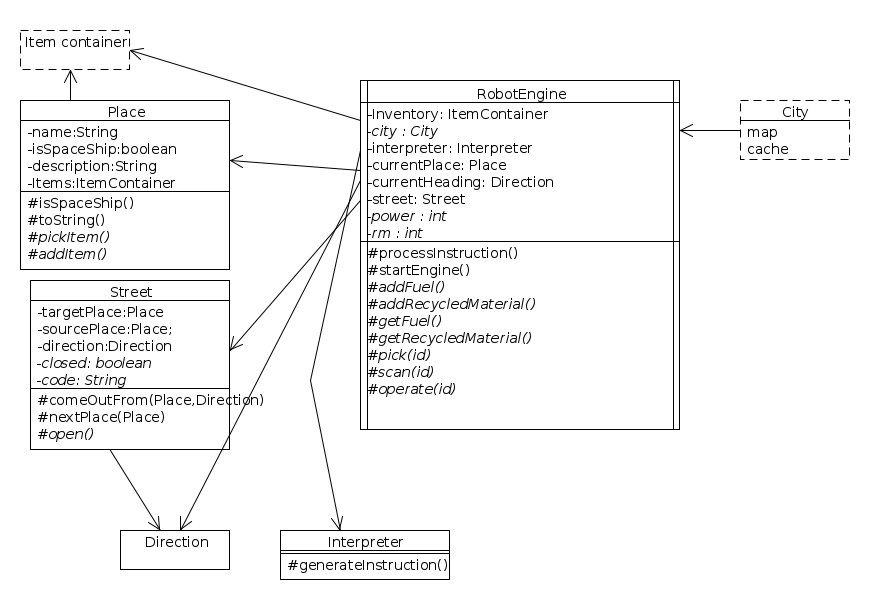 Item container
Place
-name:String
-isSpaceShip:boolean
-description:String
-Items:ItemContainer
#isSpaceShip()
#toString()
#pickItem()
#addItem()
Street
-targetPlace:Place
-sourcePlace:Place;
-direction:Direction
-closed: boolean
-code: String
#comeOutFrom(Place,Direction)
#nextPlace(Place)
#open()
RobotEngine
-Inventory: ItemContainer
-city : City
-interpreter: Interpreter
-currentPlace: Place
-currentHeading: Direction
-street: Street
-power : int
-rm : int
#processInstruction()
#startEngine()
#addFuel()
#addRecycledMaterial()
#getFuel()
#getRecycledMaterial()
#pick(id)
#scan(id)
#operate(id)
City
map
cache
Direction
Interpreter
#generateInstruction()